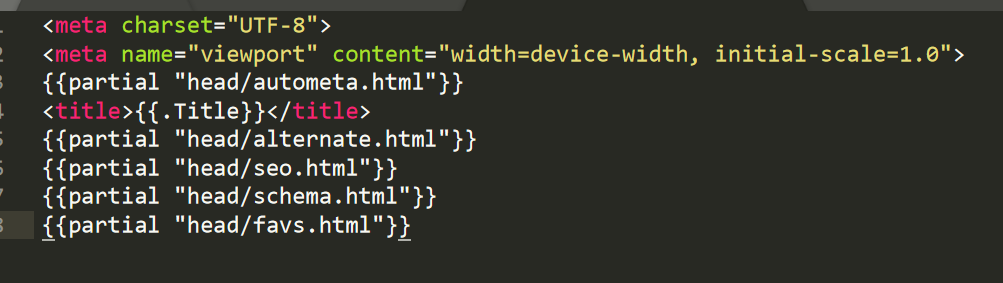 <meta charset="UTF-8">
<meta name="viewport" content="width=device-width, initial-scale=1.0">
{{partial "head/autometa.html"}}
<title>{{.Title}}</title>
{{partial "head/alternate.html"}}
{{partial "head/seo.html"}}
{{partial "head/schema.html"}}
{{partial "head/favs.html"}}